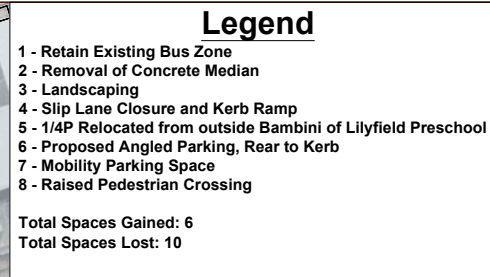 Legend
1 - Retain Existing Bus Zone
2 - Removal of Concrete Median
3 - Landscaping
4 - Slip Lane Closure and Kerb Ramp
5 - 1/4P Relocated from outside Bambini of Lilyfield Preschool
6 - Proposed Angled Parking, Rear to Kerb
7 - Mobility Parking Space
8 - Raised Pedestrian Crossing
Total Spaces Gained: 6
Total Spaces Lost: 10